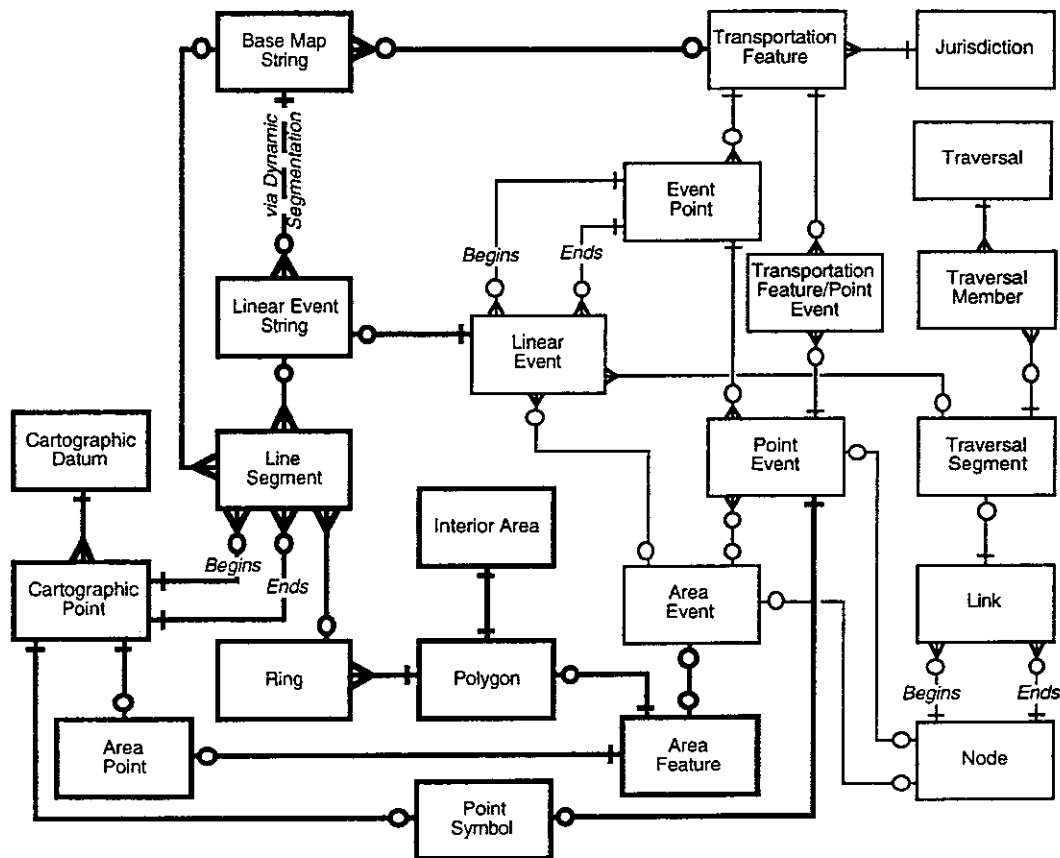 Base Map
String
Transportation
Feature
Jurisdiction
via Dynamic
Segmentation
Traversal
Event
Point
Begins
Ends
Linear Event
String
Linear
Event
Transportation
Feature/Point
Event
Traversal
Member
Cartographic
Datum
Line
Segment
Point
Event
Traversal
Segment
Interior Area
Begins
Ends
Cartographic
Point
Area
Event
Link
Ring
Polygon
Begins
Ends
Area
Point
Area
Feature
Node
Point
Symbol